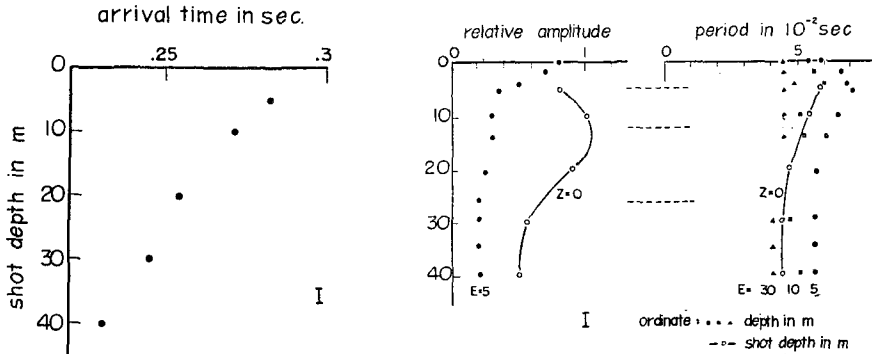 arrival time in sec.
.25 .3
0
10
20
30
40
shot depth in m
I
relative amplitude
0 1
0
10
20
30
40
Z=0
E=5
I
period in 10⁻² sec
0 5
Z=0
E= 30 10 5
ordinate : • ▪ ▴ depth in m
–o– shot depth in m